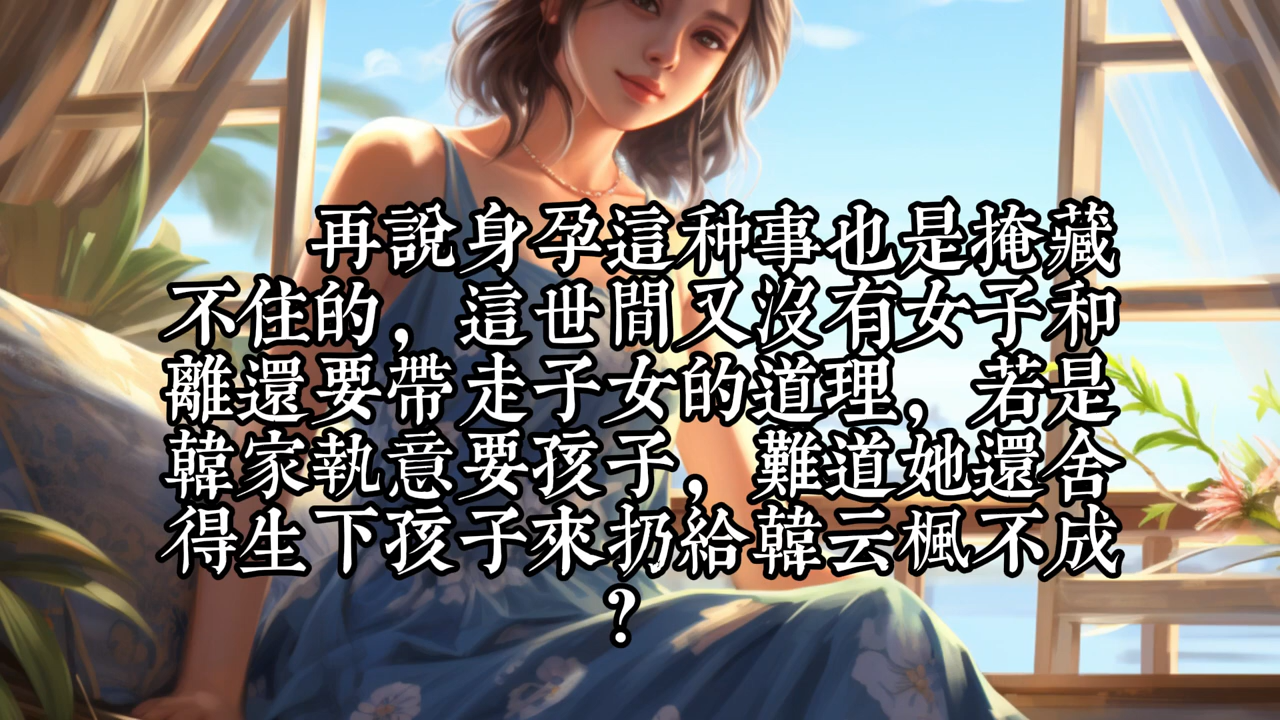 再說身孕這种事也是掩藏
不住的，這世間又沒有女子和
離還要帶走子女的道理，若是
韓家執意要孩子，難道她還舍
得生下孩子來扔給韓云楓不成
？